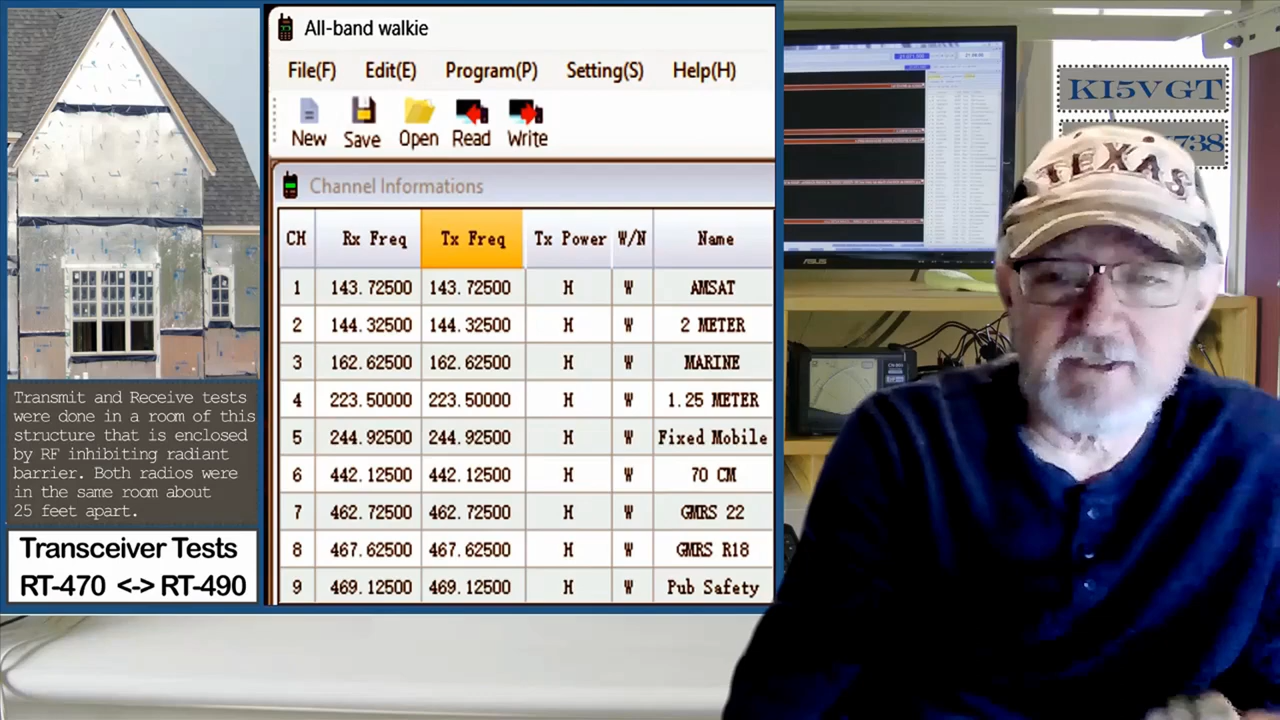 Transmit and Receive tests
were done in a room of this
structure that is enclosed
by RF inhibiting radiant
barrier. Both radios were
in the same room about
25 feet apart.
Transceiver Tests
RT-470 <-> RT-490
All-band walkie
File(F) Edit(E) Program(P) Setting(S) Help(H)
New Save Open Read Write
Channel Informations
CH Rx Freq Tx Freq Tx Power W/N Name
1 143.72500 143.72500 H W AMSAT
2 144.32500 144.32500 H W 2 METER
3 162.62500 162.62500 H W MARINE
4 223.50000 223.50000 H W 1.25 METER
5 244.92500 244.92500 H W Fixed Mobile
6 442.12500 442.12500 H W 70 CM
7 462.72500 462.72500 H W GMRS 22
8 467.62500 467.62500 H W GMRS R18
9 469.12500 469.12500 H W Pub Safety
ASUS
KI5VGT
738
TEXAS